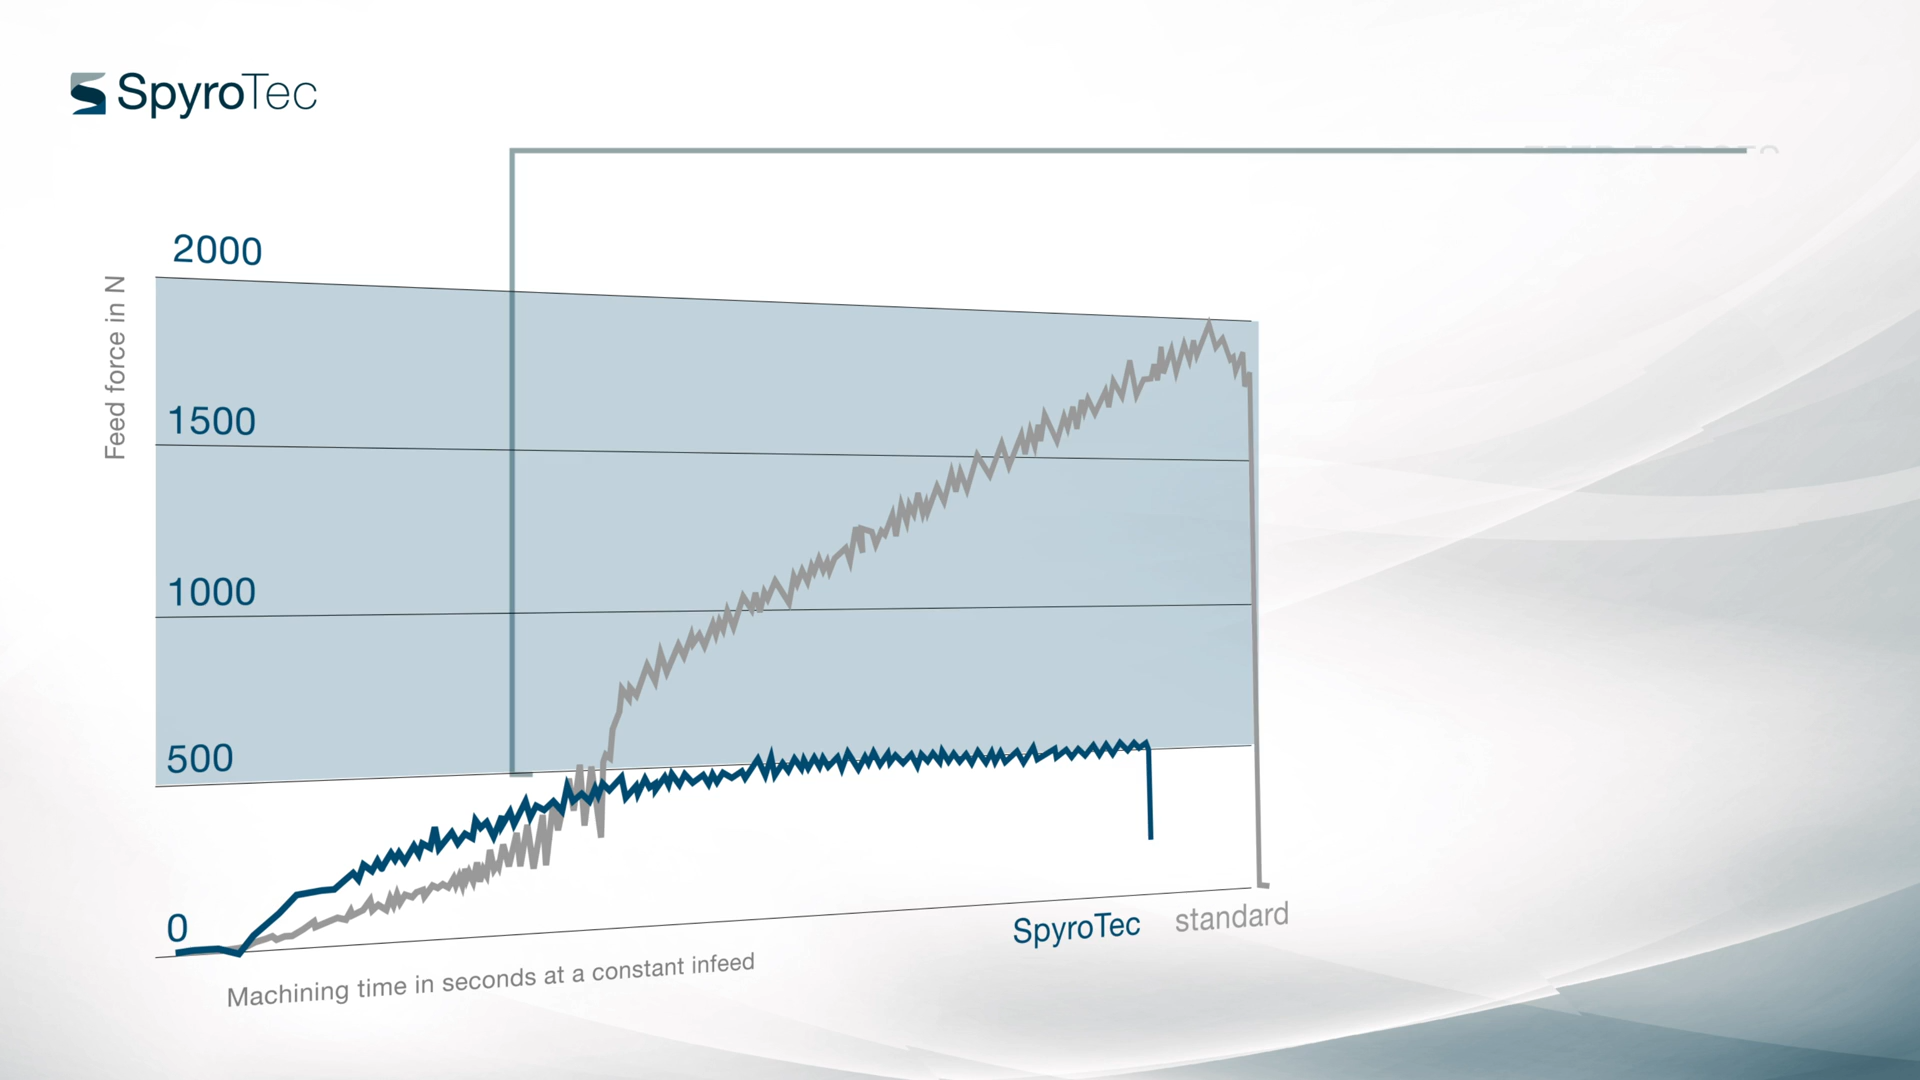 SpyroTec
2000
Feed force in N
1500
1000
500
0
SpyroTec
standard
Machining time in seconds at a constant infeed